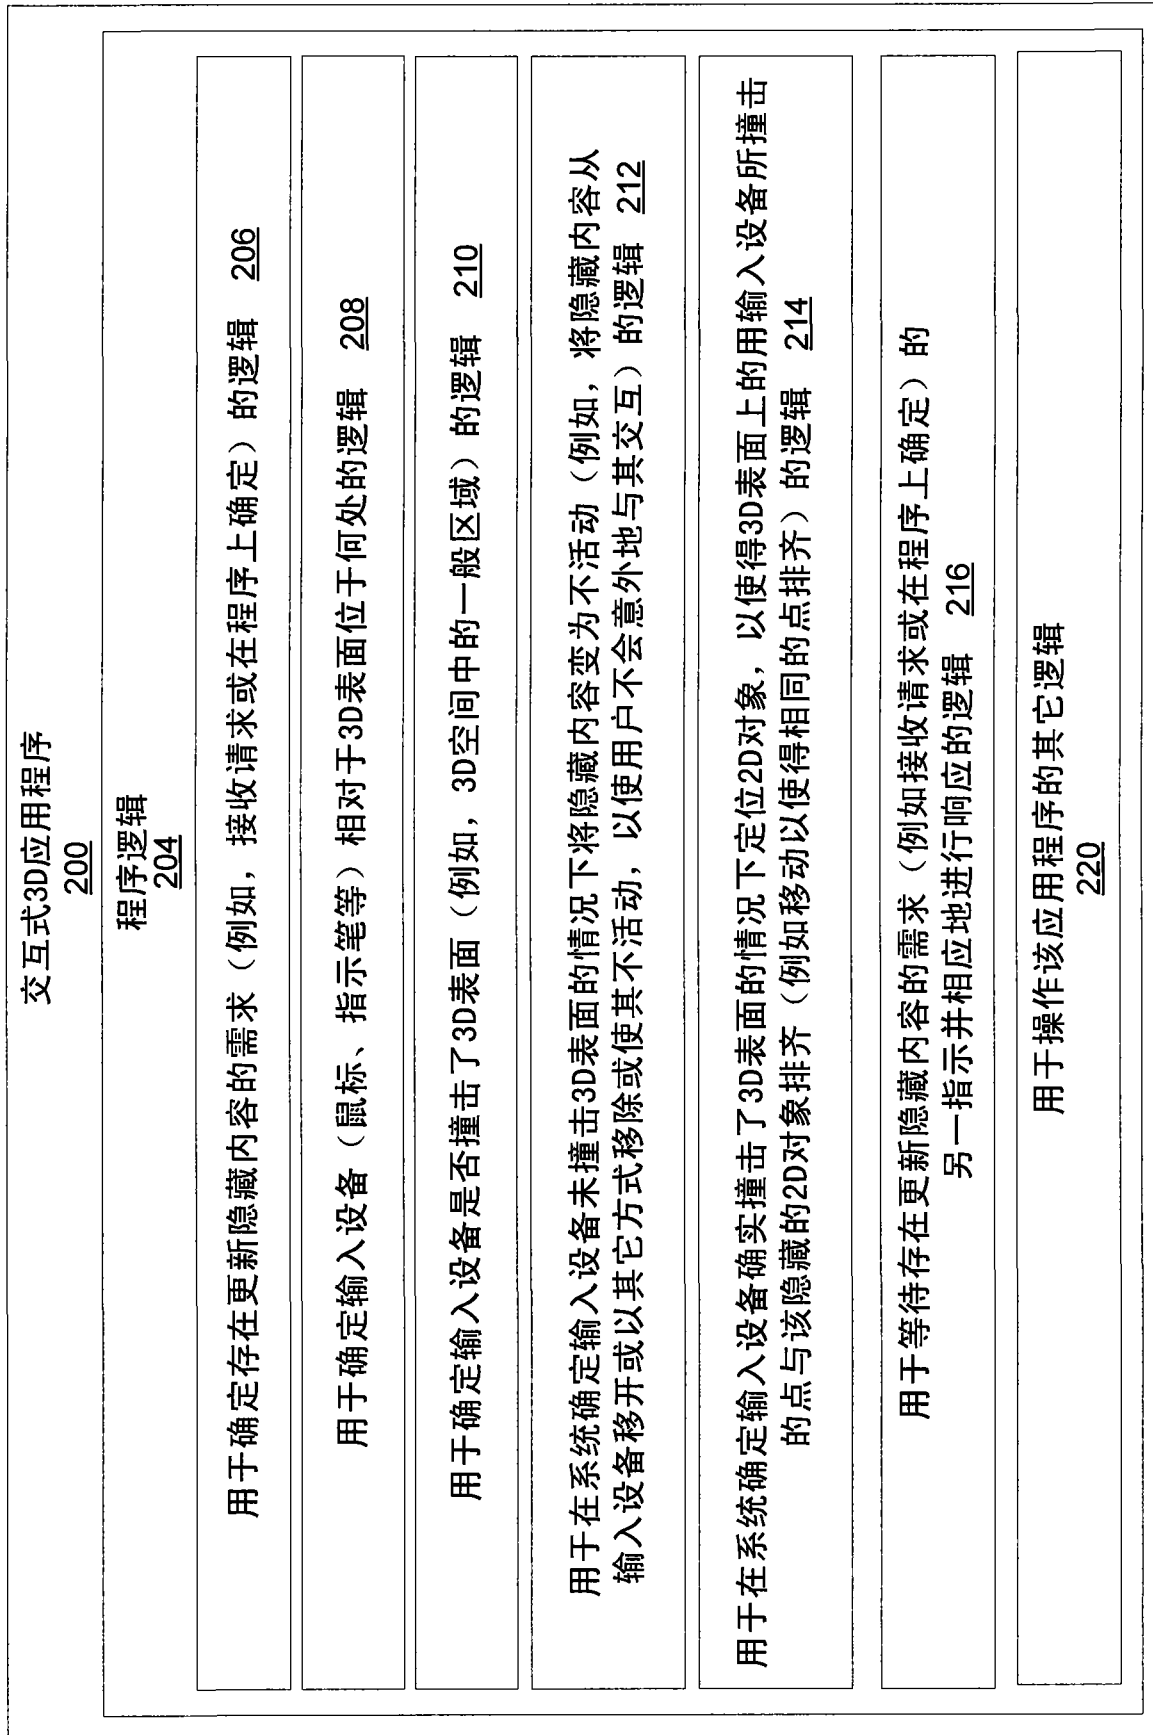 交互式3D应用程序
200
程序逻辑
204
用于确定存在更新隐藏内容的需求（例如，接收请求或在程序上确定）的逻辑 206
用于确定输入设备（鼠标、指示笔等）相对于3D表面位于何处的逻辑 208
用于确定输入设备是否撞击了3D表面（例如，3D空间中的一般区域）的逻辑 210
用于在系统确定输入设备未撞击3D表面的情况下将隐藏内容变为不活动（例如，将隐藏内容从
输入设备移开或以其它方式移除或使其不活动，以使用户不会意外地与其交互）的逻辑 212
用于在系统确定输入设备确实撞击了3D表面的情况下定位2D对象，以使得3D表面上的用输入设备所撞击
的点与该隐藏的2D对象排齐（例如移动以使得相同的点排齐）的逻辑 214
用于等待存在更新隐藏内容的需求（例如接收请求或在程序上确定）的
另一指示并相应地进行响应的逻辑 216
用于操作该应用程序的其它逻辑
220